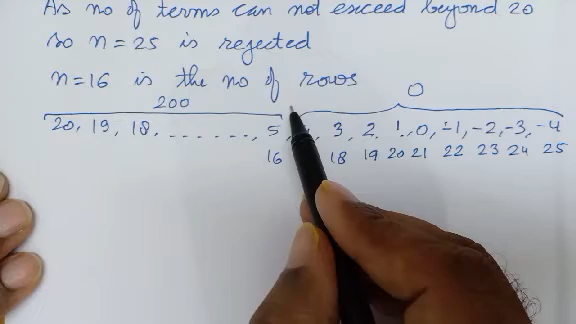 As no of terms can not exceed beyond 20
so n = 25 is rejected
n=16 is the no of rows
200 0
20, 19, 18, . . . . . . ., 5, , 3, 2, 1, 0, -1, -2, -3, -4
16 18 19 20 21 22 23 24 25